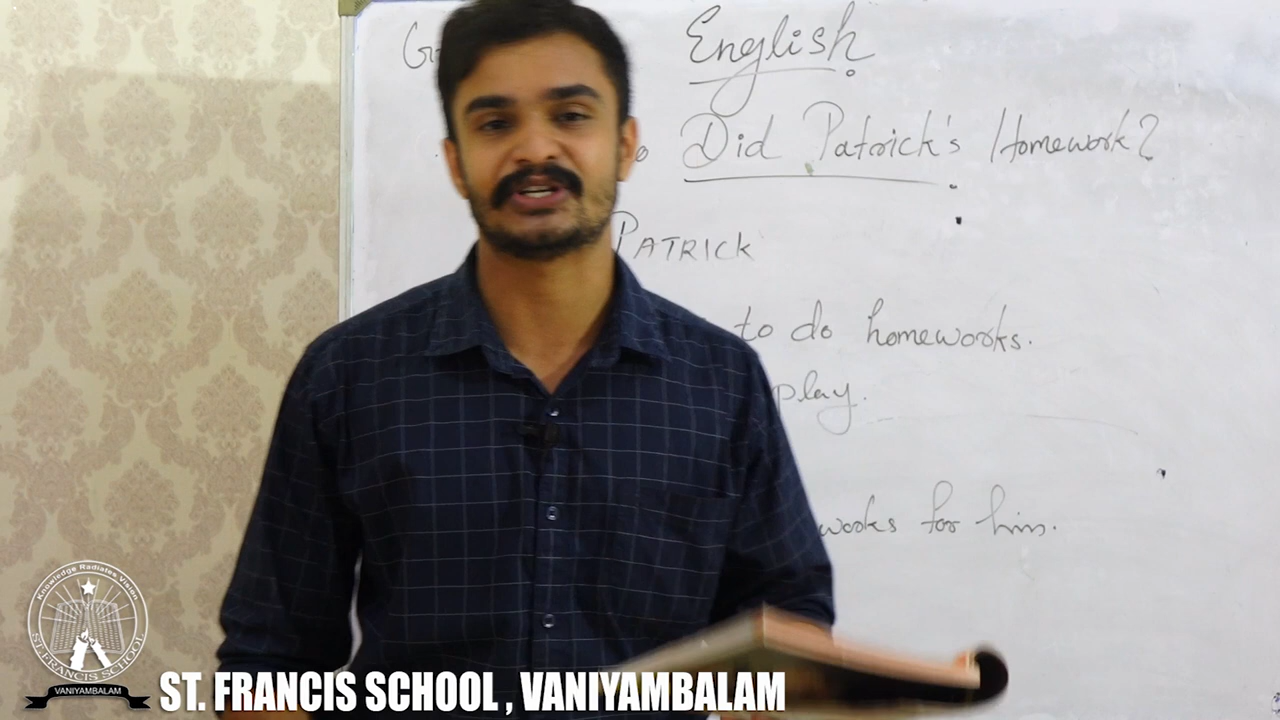 English
Did Patrick's Homework?
PATRICK
to do homeworks.
play.
works for him.
Knowledge Radiates Vision
ST. FRANCIS SCHOOL
VANIYAMBALAM
ST. FRANCIS SCHOOL , VANIYAMBALAM